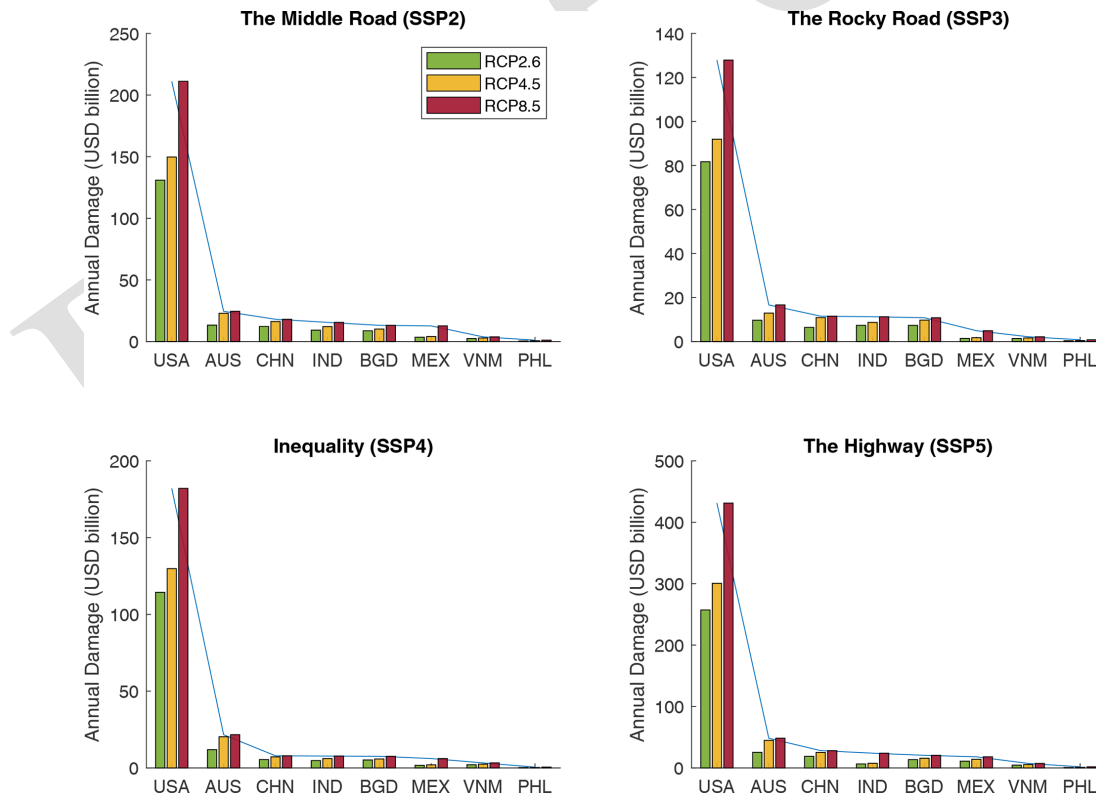 The Middle Road (SSP2)
250
200
150
100
50
0
Annual Damage (USD billion)
RCP2.6
RCP4.5
RCP8.5
USA AUS CHN IND BGD MEX VNM PHL
The Rocky Road (SSP3)
140
120
100
80
60
40
20
0
Annual Damage (USD billion)
USA AUS CHN IND BGD MEX VNM PHL
Inequality (SSP4)
200
150
100
50
0
Annual Damage (USD billion)
USA AUS CHN IND BGD MEX VNM PHL
The Highway (SSP5)
500
400
300
200
100
0
Annual Damage (USD billion)
USA AUS CHN IND BGD MEX VNM PHL